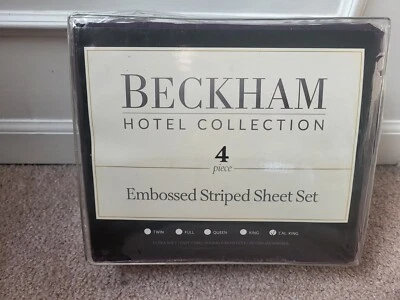 BECKHAM
HOTEL COLLECTION
4
piece
Embossed Striped Sheet Set
TWIN FULL QUEEN KING CAL-KING